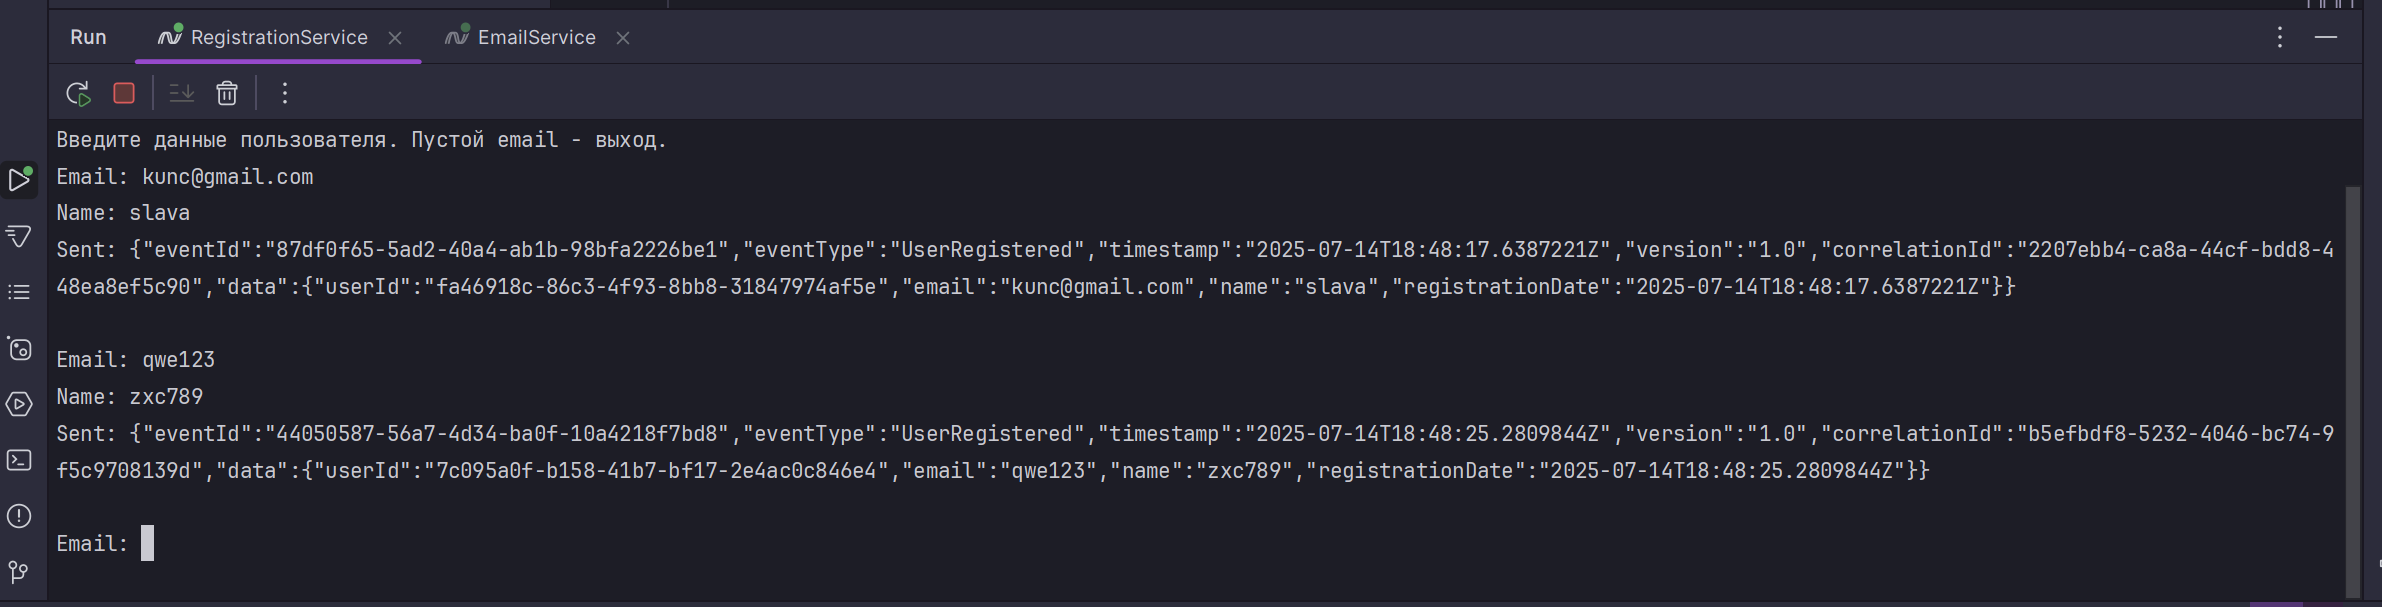 Run RegistrationService EmailService
Введите данные пользователя. Пустой email - выход.
Email: kunc@gmail.com
Name: slava
Sent: {"eventId":"87df0f65-5ad2-40a4-ab1b-98bfa2226be1","eventType":"UserRegistered","timestamp":"2025-07-14T18:48:17.6387221Z","version":"1.0","correlationId":"2207ebb4-ca8a-44cf-bdd8-4
48ea8ef5c90","data":{"userId":"fa46918c-86c3-4f93-8bb8-31847974af5e","email":"kunc@gmail.com","name":"slava","registrationDate":"2025-07-14T18:48:17.6387221Z"}}
Email: qwe123
Name: zxc789
Sent: {"eventId":"44050587-56a7-4d34-ba0f-10a4218f7bd8","eventType":"UserRegistered","timestamp":"2025-07-14T18:48:25.2809844Z","version":"1.0","correlationId":"b5efbdf8-5232-4046-bc74-9
f5c9708139d","data":{"userId":"7c095a0f-b158-41b7-bf17-2e4ac0c846e4","email":"qwe123","name":"zxc789","registrationDate":"2025-07-14T18:48:25.2809844Z"}}
Email: